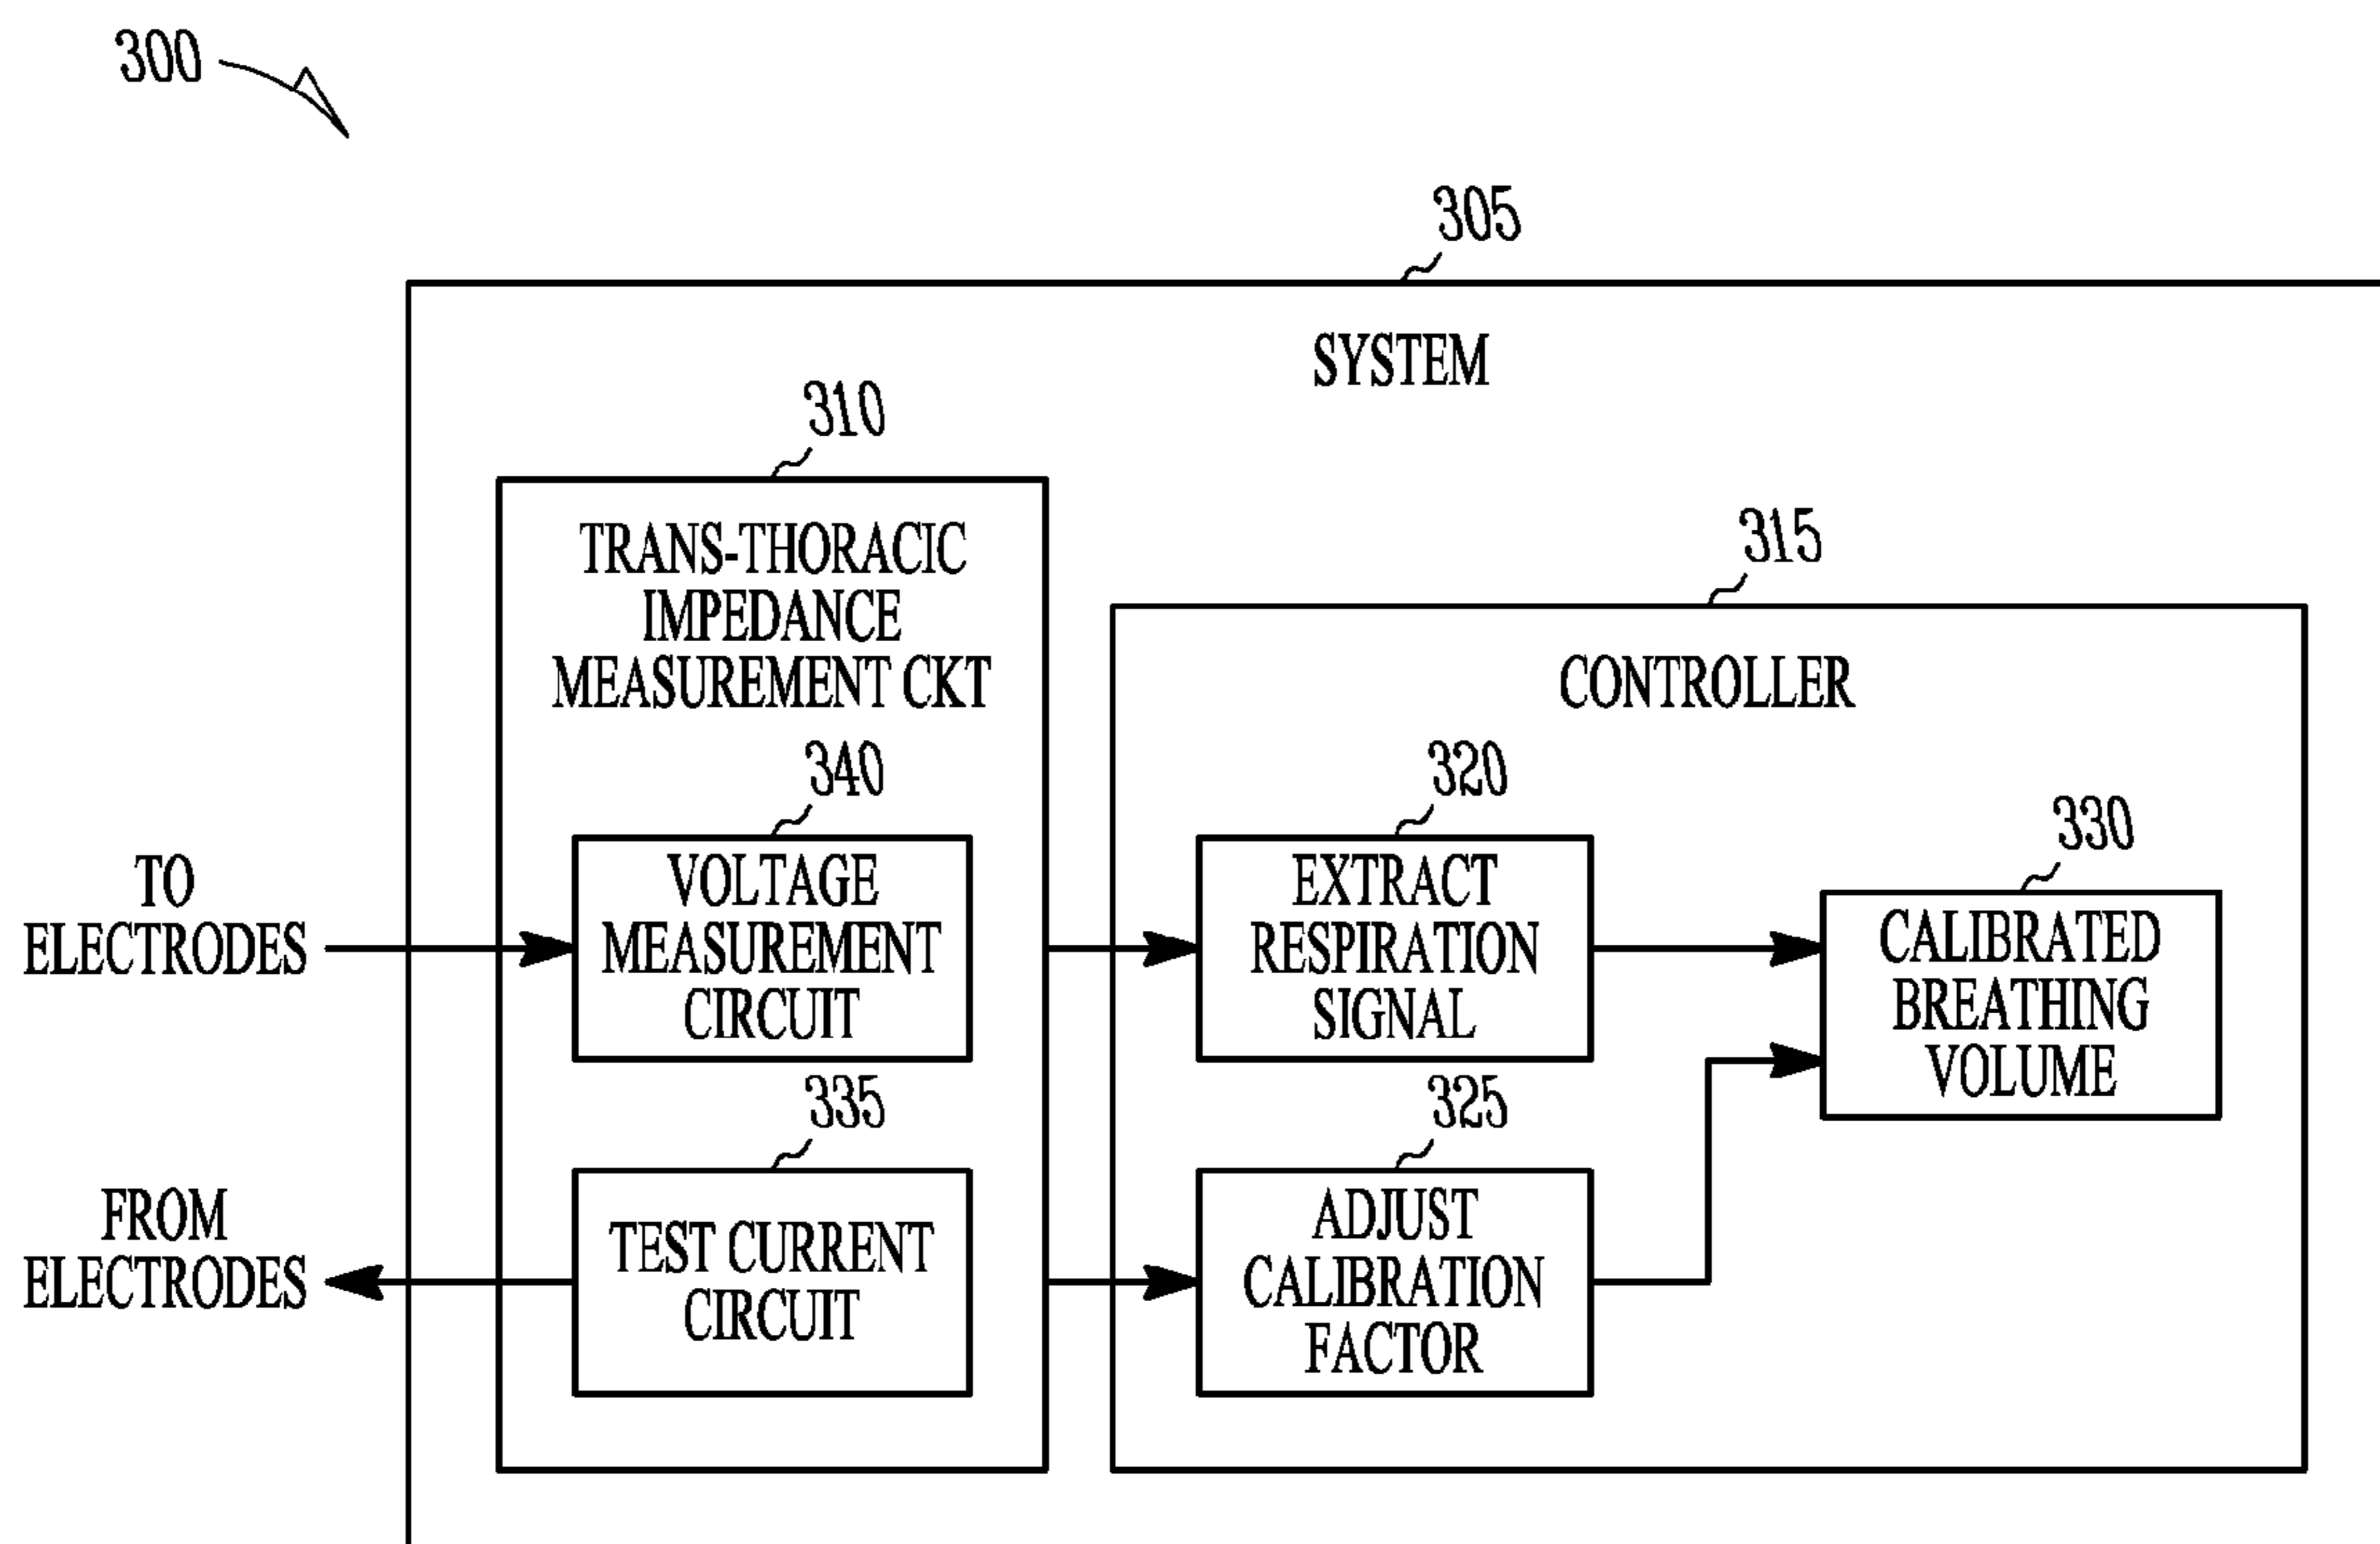 300
305
SYSTEM
310
TRANS-THORACIC
IMPEDANCE
MEASUREMENT CKT
315
CONTROLLER
340
VOLTAGE
MEASUREMENT
CIRCUIT
320
EXTRACT
RESPIRATION
SIGNAL
330
CALIBRATED
BREATHING
VOLUME
TO
ELECTRODES
335
TEST CURRENT
CIRCUIT
325
ADJUST
CALIBRATION
FACTOR
FROM
ELECTRODES